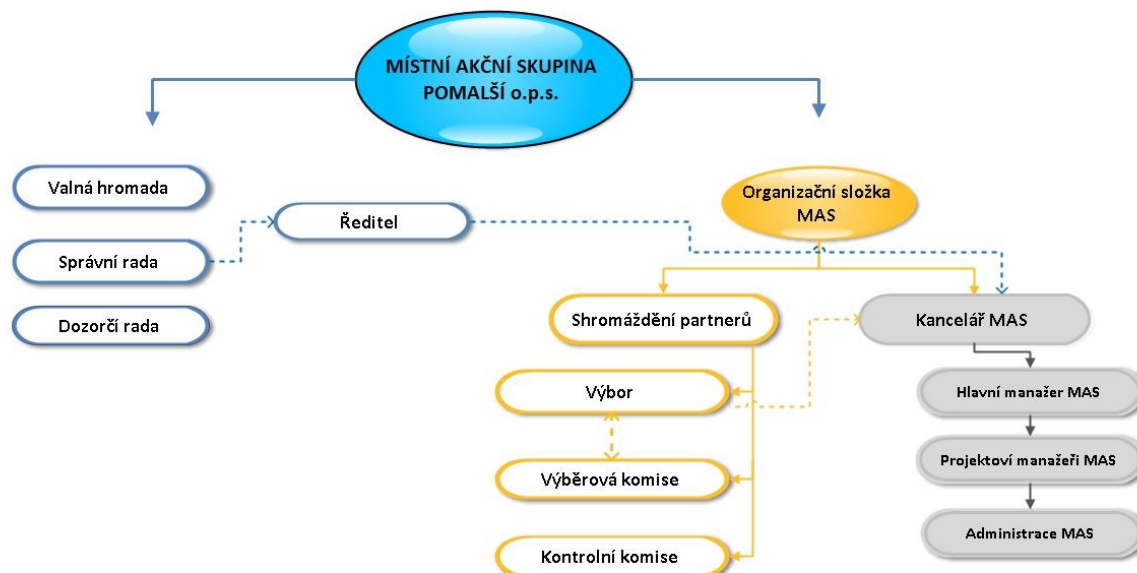 MÍSTNÍ AKČNÍ SKUPINA
POMALŠÍ o.p.s.
Valná hromada
Správní rada
Dozorčí rada
Ředitel
Organizační složka
MAS
Shromáždění partnerů
Výbor
Výběrová komise
Kontrolní komise
Kancelář MAS
Hlavní manažer MAS
Projektoví manažeři MAS
Administrace MAS